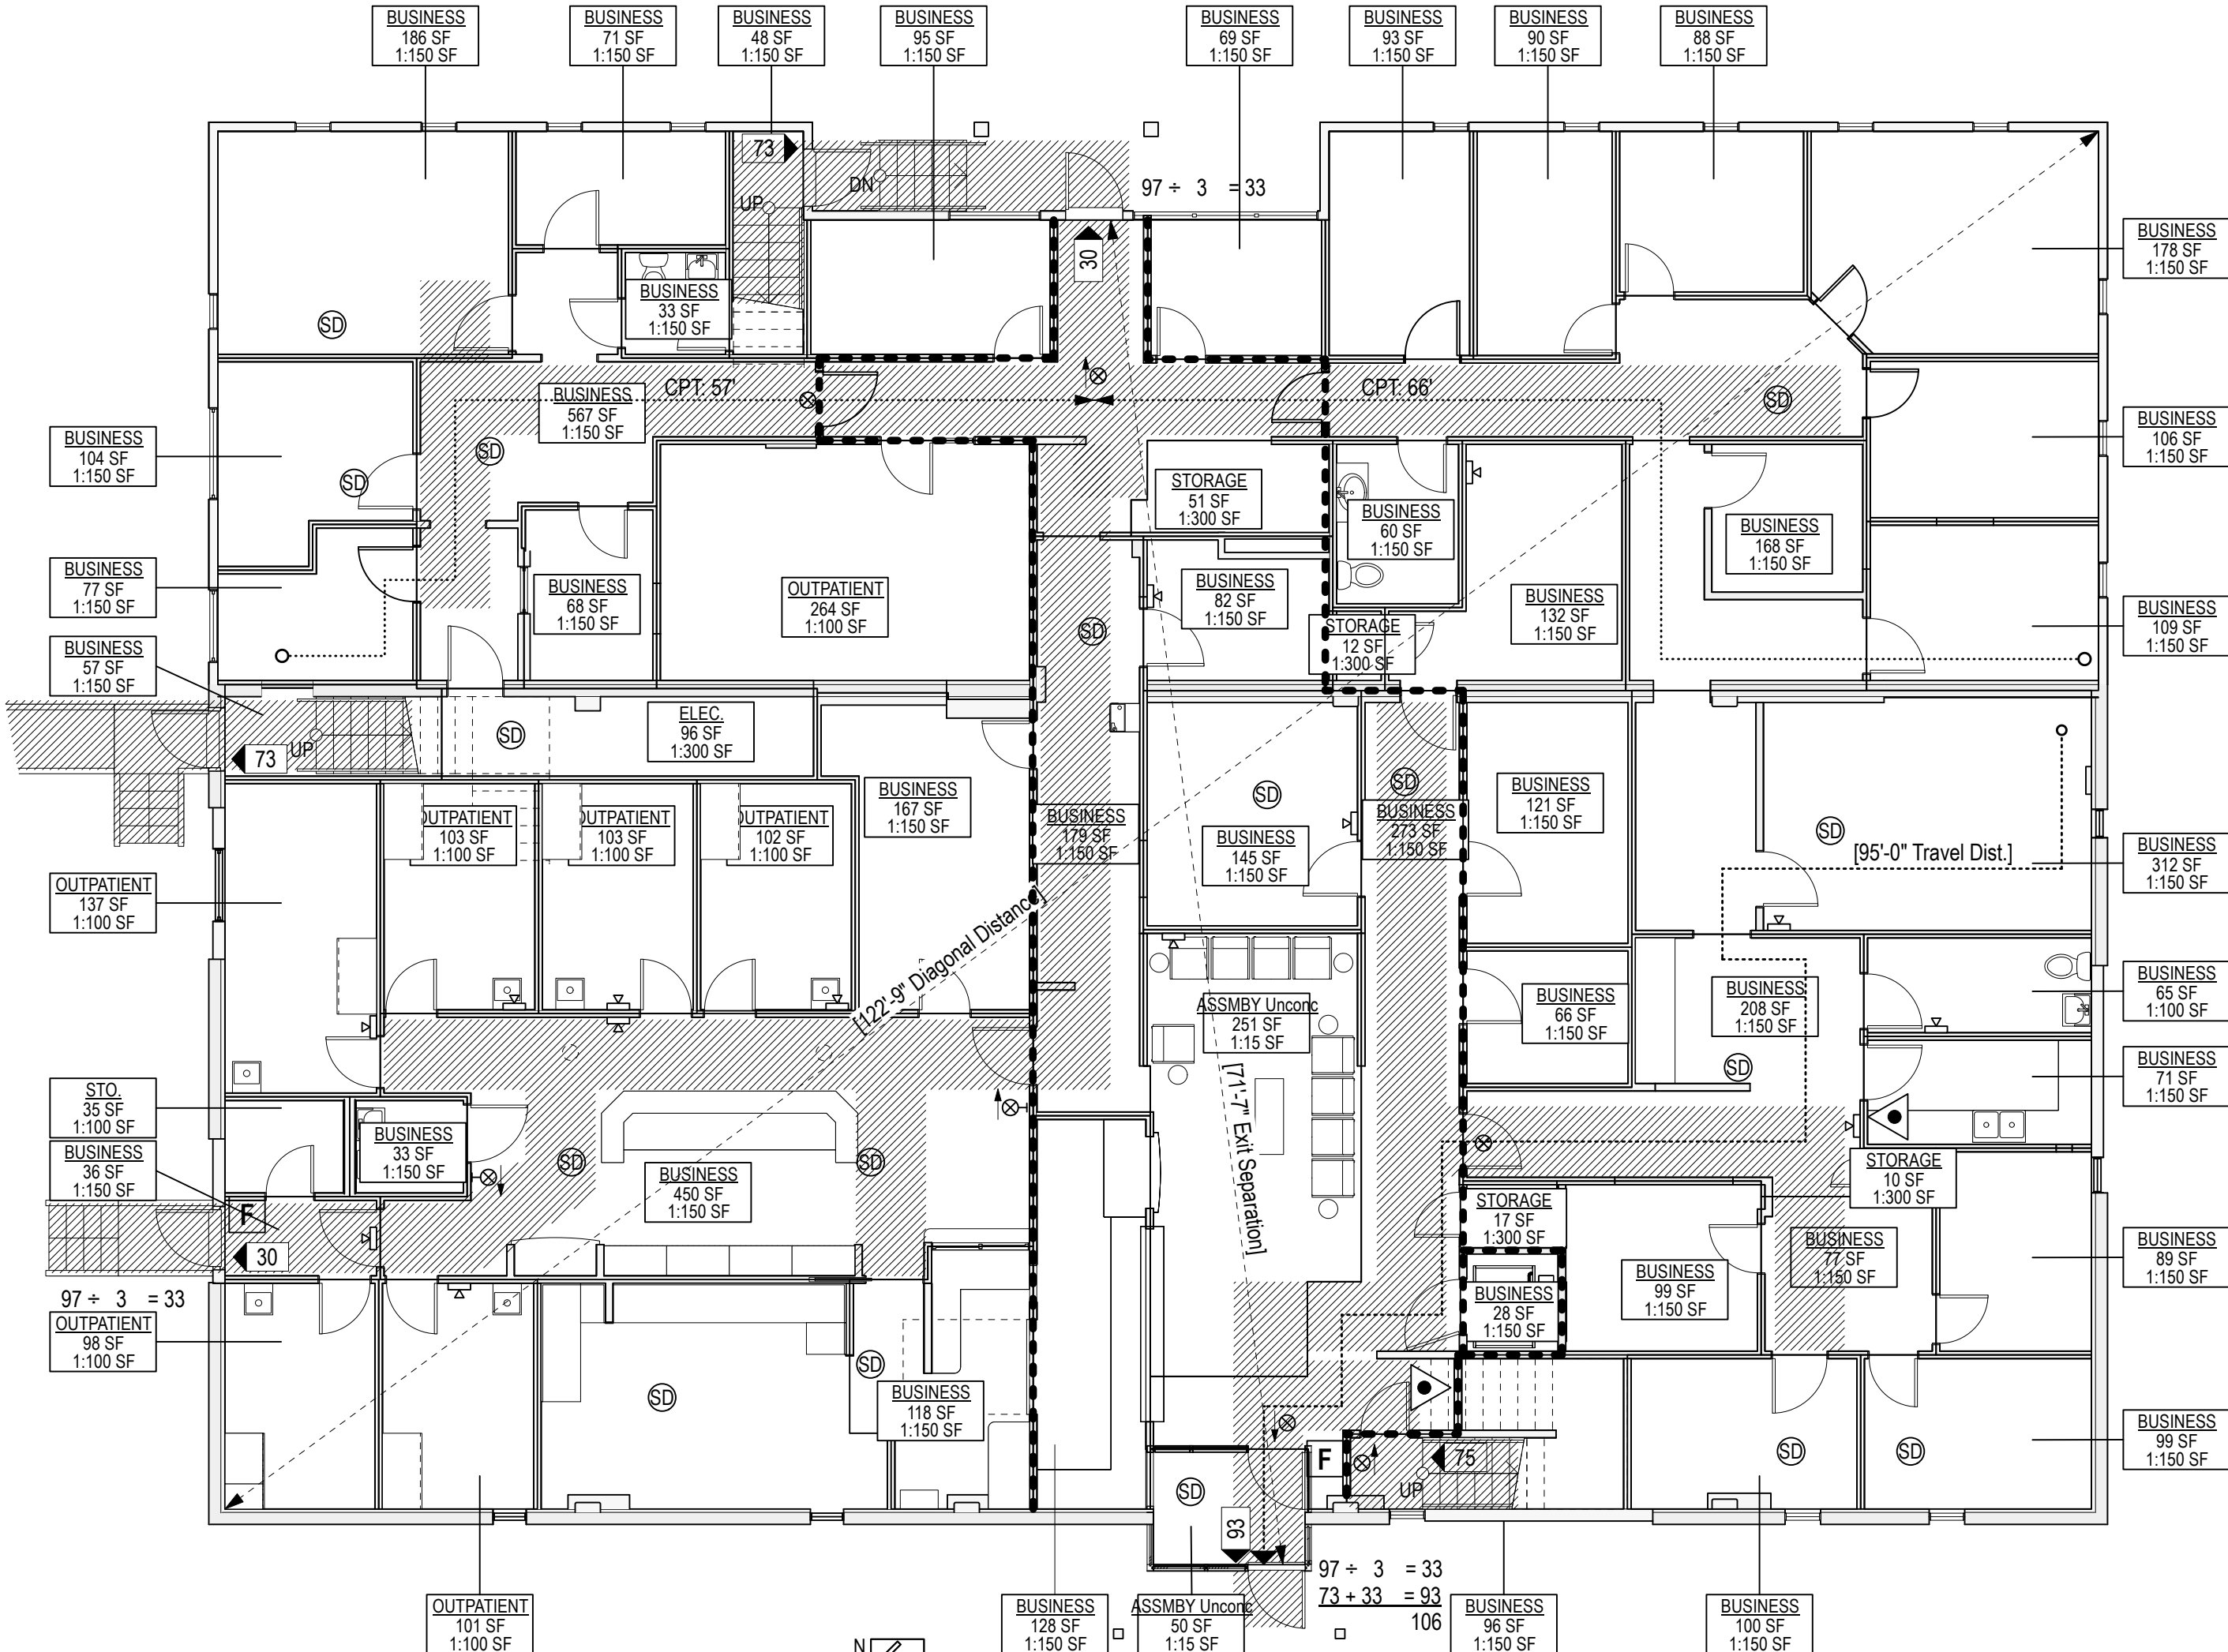 BUSINESS
186 SF
1:150 SF
BUSINESS
71 SF
1:150 SF
BUSINESS
48 SF
1:150 SF
BUSINESS
95 SF
1:150 SF
BUSINESS
69 SF
1:150 SF
BUSINESS
93 SF
1:150 SF
BUSINESS
90 SF
1:150 SF
BUSINESS
88 SF
1:150 SF
73
DN
UP
97 ÷ 3 = 33
30
BUSINESS
178 SF
1:150 SF
BUSINESS
33 SF
1:150 SF
SD
CPT: 57'
CPT: 66'
SD
BUSINESS
567 SF
1:150 SF
BUSINESS
104 SF
1:150 SF
SD
SD
BUSINESS
106 SF
1:150 SF
STORAGE
51 SF
1:300 SF
BUSINESS
60 SF
1:150 SF
BUSINESS
168 SF
1:150 SF
BUSINESS
77 SF
1:150 SF
BUSINESS
68 SF
1:150 SF
OUTPATIENT
264 SF
1:100 SF
BUSINESS
82 SF
1:150 SF
BUSINESS
132 SF
1:150 SF
BUSINESS
109 SF
1:150 SF
SD
STORAGE
12 SF
1:300 SF
BUSINESS
57 SF
1:150 SF
ELEC.
96 SF
1:300 SF
SD
UP
73
BUSINESS
167 SF
1:150 SF
SD
SD
BUSINESS
121 SF
1:150 SF
SD
OUTPATIENT
103 SF
1:100 SF
OUTPATIENT
103 SF
1:100 SF
OUTPATIENT
102 SF
1:100 SF
BUSINESS
179 SF
1:150 SF
BUSINESS
145 SF
1:150 SF
BUSINESS
273 SF
1:150 SF
[95'-0" Travel Dist.]
BUSINESS
312 SF
1:150 SF
OUTPATIENT
137 SF
1:100 SF
[122'-9" Diagonal Distance]
ASSMBY Unconc
251 SF
1:15 SF
BUSINESS
66 SF
1:150 SF
BUSINESS
208 SF
1:150 SF
BUSINESS
65 SF
1:100 SF
SD
[71'-7" Exit Separation]
BUSINESS
71 SF
1:150 SF
STO.
35 SF
1:100 SF
BUSINESS
33 SF
1:150 SF
SD
SD
BUSINESS
36 SF
1:150 SF
BUSINESS
450 SF
1:150 SF
STORAGE
10 SF
1:300 SF
STORAGE
17 SF
1:300 SF
F
30
BUSINESS
77 SF
1:150 SF
BUSINESS
89 SF
1:150 SF
BUSINESS
99 SF
1:150 SF
BUSINESS
28 SF
1:150 SF
97 ÷ 3 = 33
OUTPATIENT
98 SF
1:100 SF
SD
SD
BUSINESS
118 SF
1:150 SF
BUSINESS
99 SF
1:150 SF
SD
SD
F
75
UP
SD
93
97 ÷ 3 = 33
73 + 33 = 93
106
OUTPATIENT
101 SF
1:100 SF
BUSINESS
128 SF
1:150 SF
ASSMBY Unconc
50 SF
1:15 SF
BUSINESS
96 SF
1:150 SF
BUSINESS
100 SF
1:150 SF
N